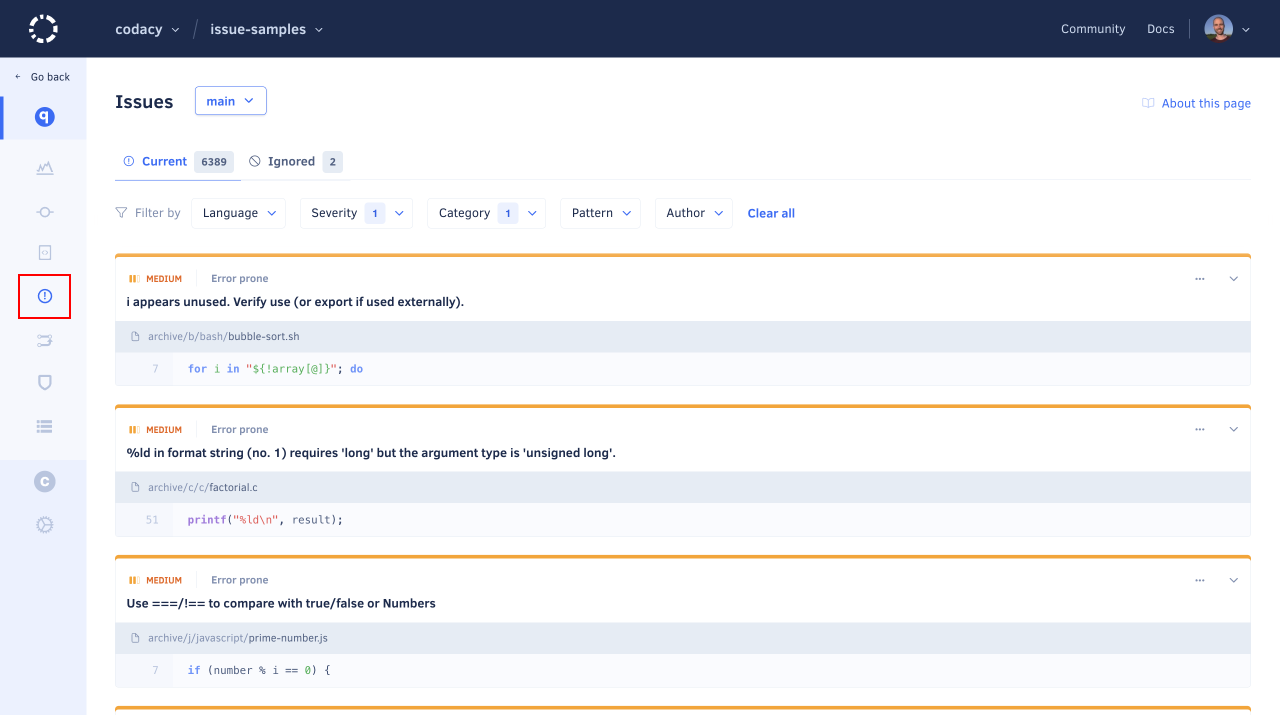 codacy / issue-samples Community Docs
← Go back
Issues main About this page
Current 6389 Ignored 2
Filter by Language Severity 1 Category 1 Pattern Author Clear all
MEDIUM Error prone
i appears unused. Verify use (or export if used externally).
archive/b/bash/bubble-sort.sh
7 for i in "${!array[@]}"; do
MEDIUM Error prone
%ld in format string (no. 1) requires 'long' but the argument type is 'unsigned long'.
archive/c/c/factorial.c
51 printf("%ld\n", result);
MEDIUM Error prone
Use ===/!== to compare with true/false or Numbers
archive/j/javascript/prime-number.js
7 if (number % i == 0) {
q
C